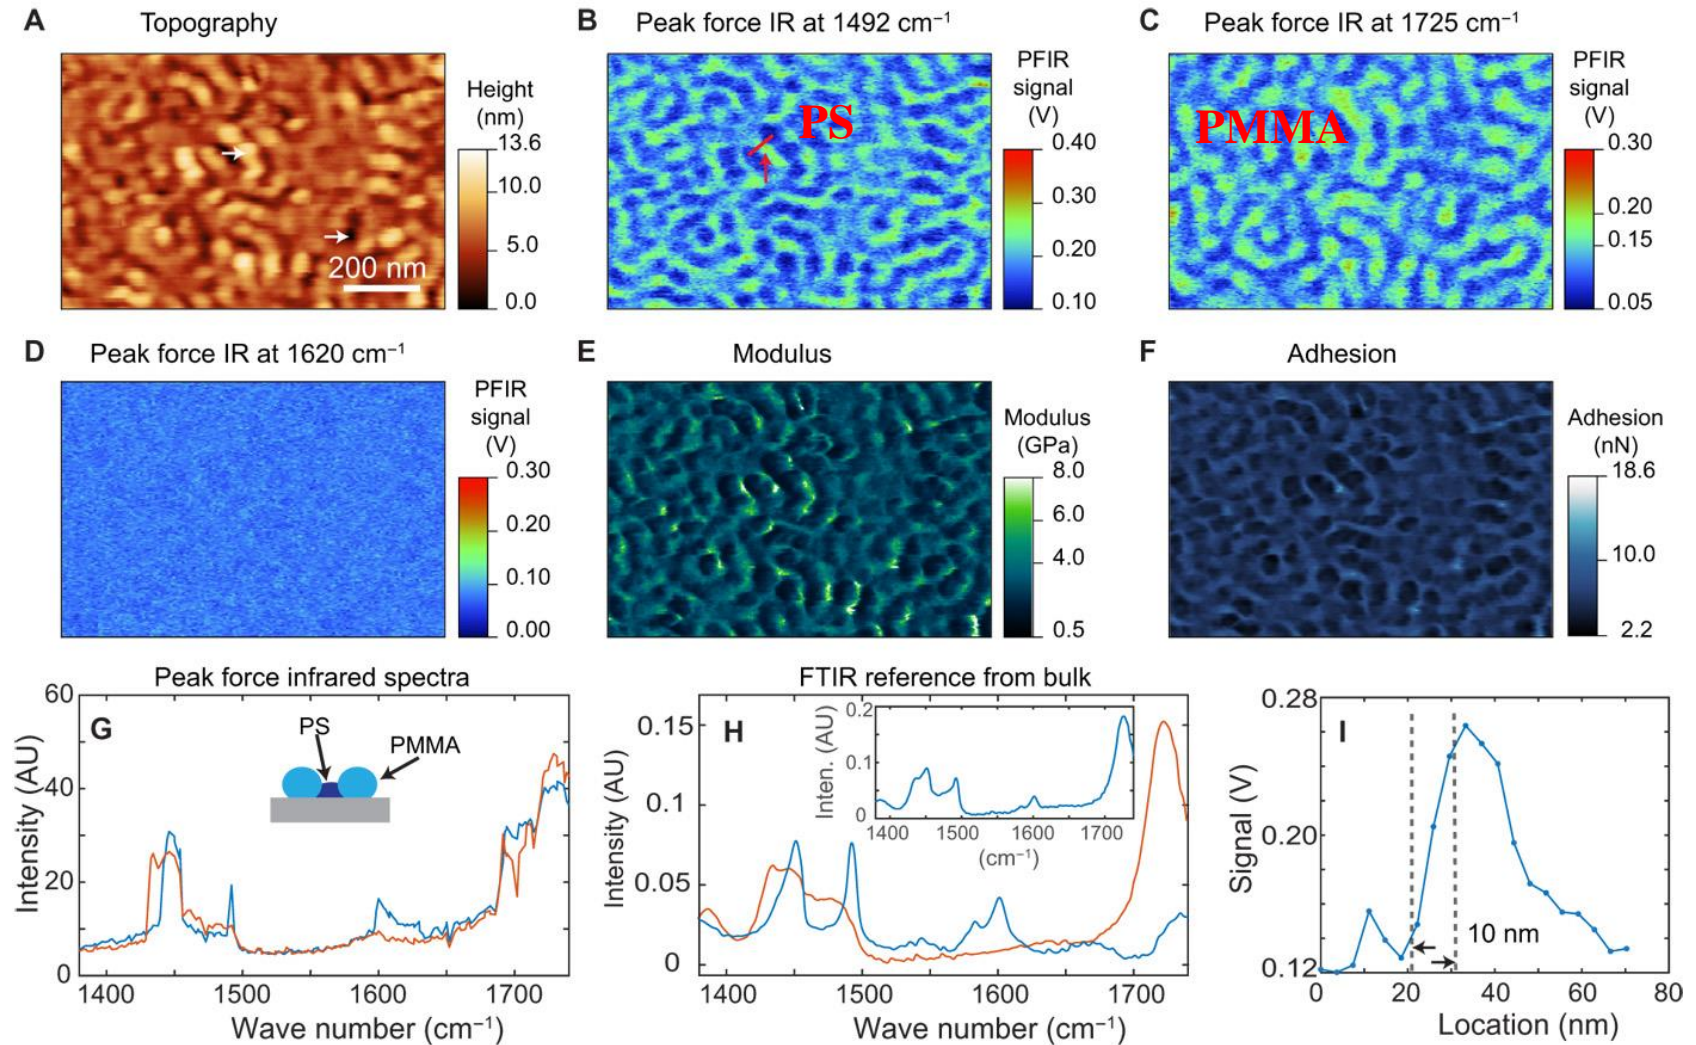 A Topography
Height
(nm)
13.6
10.0
5.0
0.0
200 nm
B Peak force IR at 1492 cm⁻¹
PS
PFIR
signal
(V)
0.40
0.30
0.20
0.10
C Peak force IR at 1725 cm⁻¹
PMMA
PFIR
signal
(V)
0.30
0.20
0.15
0.05
D Peak force IR at 1620 cm⁻¹
PFIR
signal
(V)
0.30
0.20
0.10
0.00
E Modulus
Modulus
(GPa)
8.0
6.0
4.0
0.5
F Adhesion
Adhesion
(nN)
18.6
10.0
2.2
Peak force infrared spectra
G
PS
PMMA
Intensity (AU)
60
40
20
0
1400 1500 1600 1700
Wave number (cm⁻¹)
FTIR reference from bulk
H
Intensity (AU)
0.15
0.1
0.05
0
1400 1500 1600 1700
Wave number (cm⁻¹)
Inten. (AU)
0.2
0.1
0
1400 1500 1600 1700
(cm⁻¹)
I
Signal (V)
0.28
0.20
0.12
10 nm
0 20 40 60 80
Location (nm)